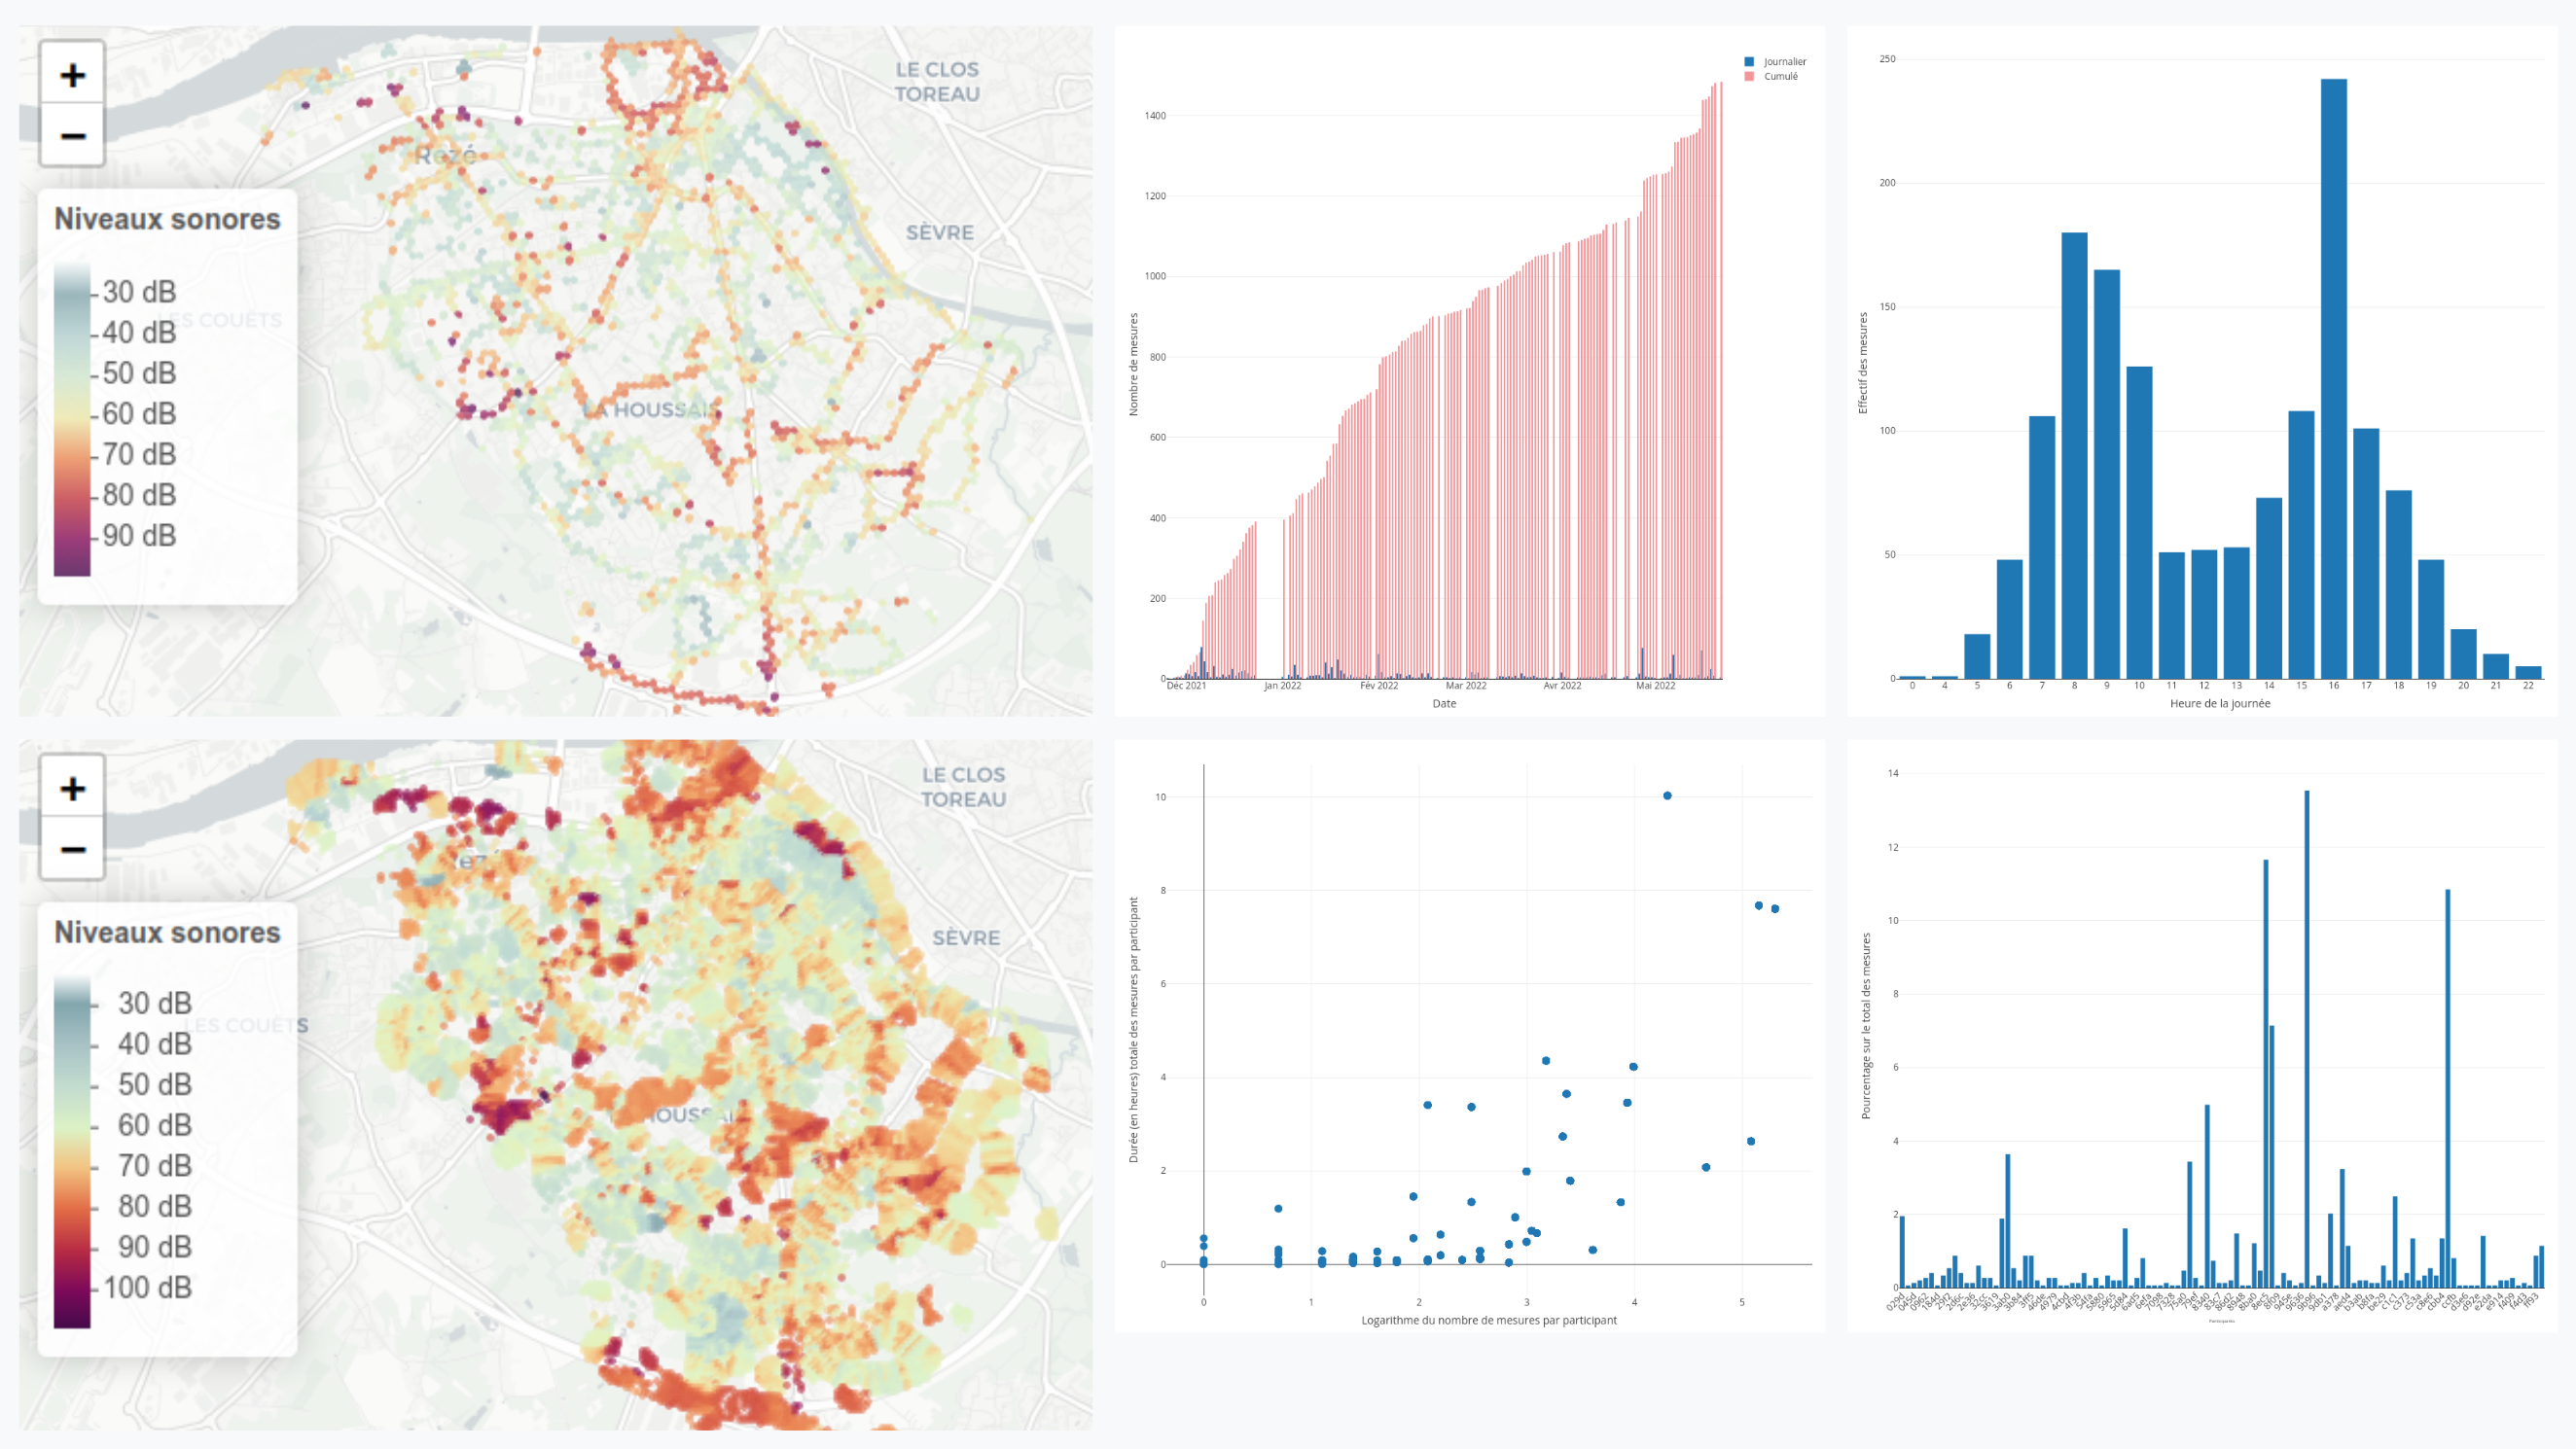 +
−
LE CLOS
TOREAU
Rezé
SÈVRE
Niveaux sonores
30 dB
LES COUËTS
40 dB
50 dB
60 dB
70 dB
80 dB
90 dB
LA HOUSSAIS
Journalier
Cumulé
1400
1200
1000
800
600
400
200
0
Nombre de mesures
Déc 2021
Jan 2022
Fév 2022
Mar 2022
Avr 2022
Mai 2022
Date
250
200
150
100
50
0
Effectif des mesures
0 4 5 6 7 8 9 10 11 12 13 14 15 16 17 18 19 20 21 22
Heure de la journée
+
−
LE CLOS
TOREAU
SÈVRE
Niveaux sonores
30 dB
LES COUËTS
40 dB
50 dB
60 dB
70 dB
80 dB
90 dB
100 dB
10
8
6
4
2
0
Durée (en heures) totale des mesures par participant
0 1 2 3 4 5
Logarithme du nombre de mesures par participant
14
12
10
8
6
4
2
0
Pourcentage sur le total des mesures